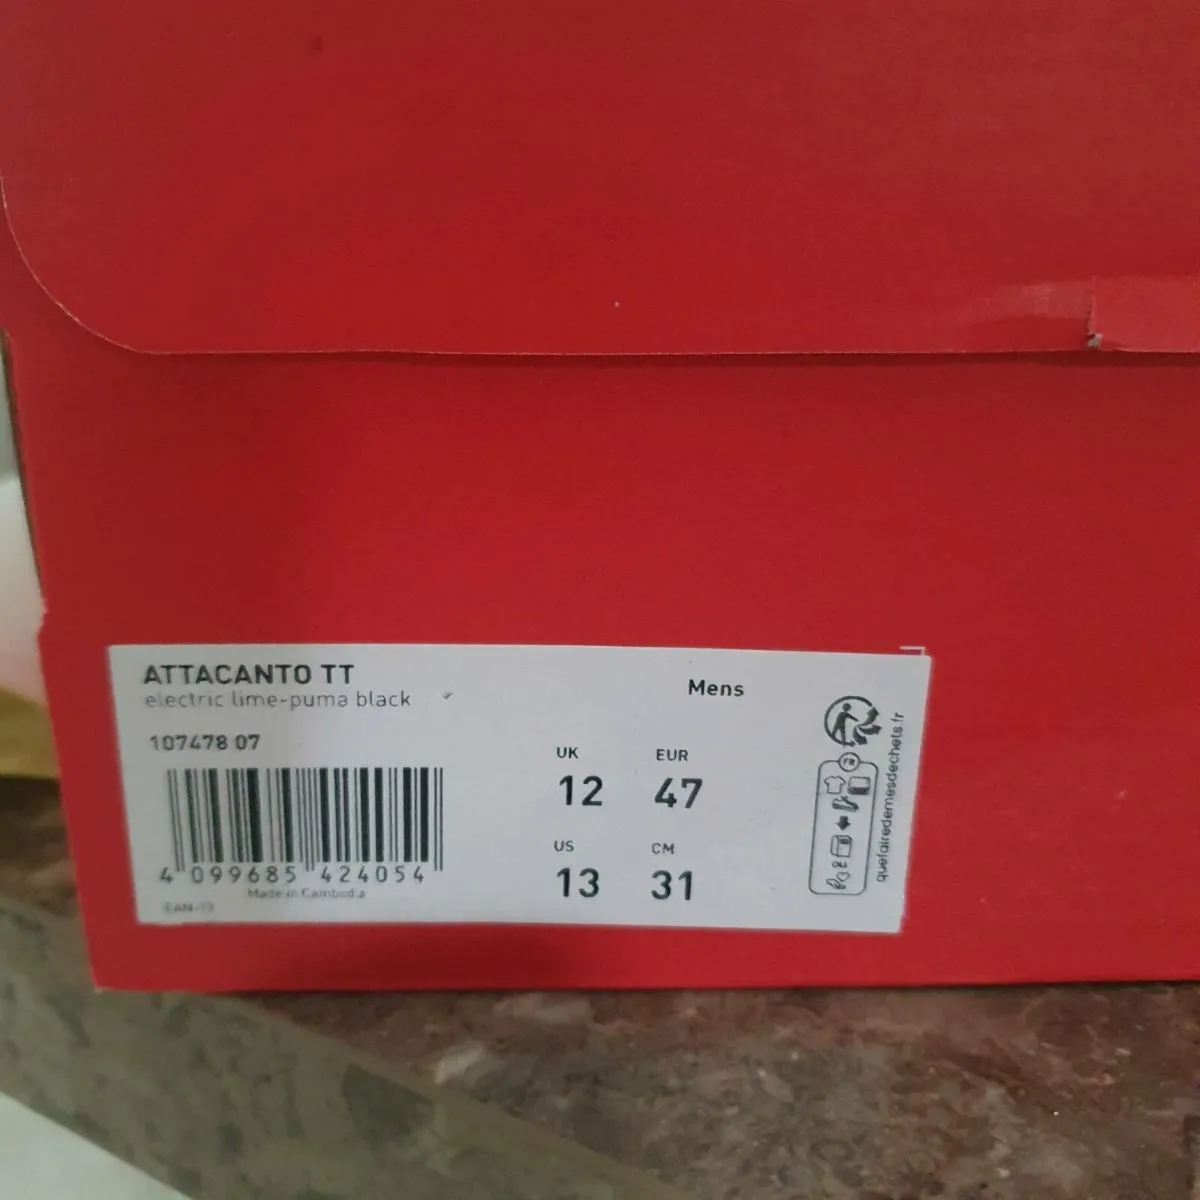 ATTACANTO TT
electric lime-puma black
Mens
107478 07
UK
EUR
12
47
US
CM
13
31
4 099685 424054
Made in Cambodia
EAN-13
FR
quefairedemesdechets.fr